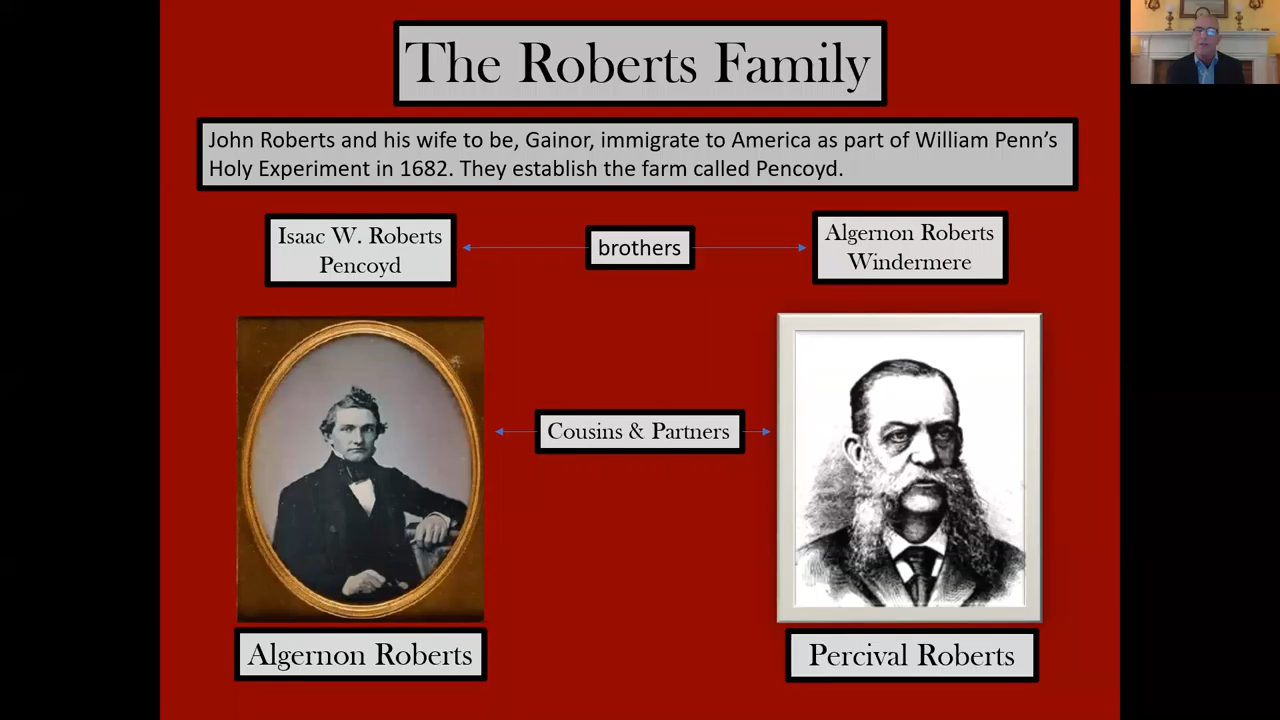 The Roberts Family
John Roberts and his wife to be, Gainor, immigrate to America as part of William Penn’s
Holy Experiment in 1682. They establish the farm called Pencoyd.
Isaac W. Roberts
Pencoyd
brothers
Algernon Roberts
Windermere
Cousins & Partners
Algernon Roberts
Percival Roberts